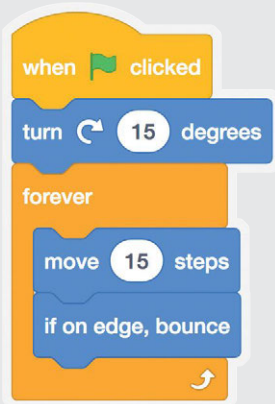 when clicked
turn 15 degrees
forever
move 15 steps
if on edge, bounce